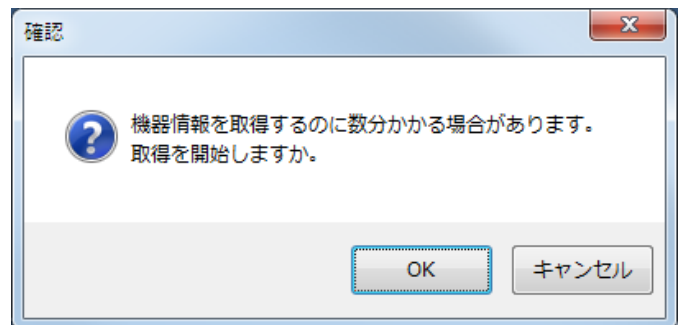 確認
機器情報を取得するのに数分かかる場合があります。
取得を開始しますか。
OK
キャンセル